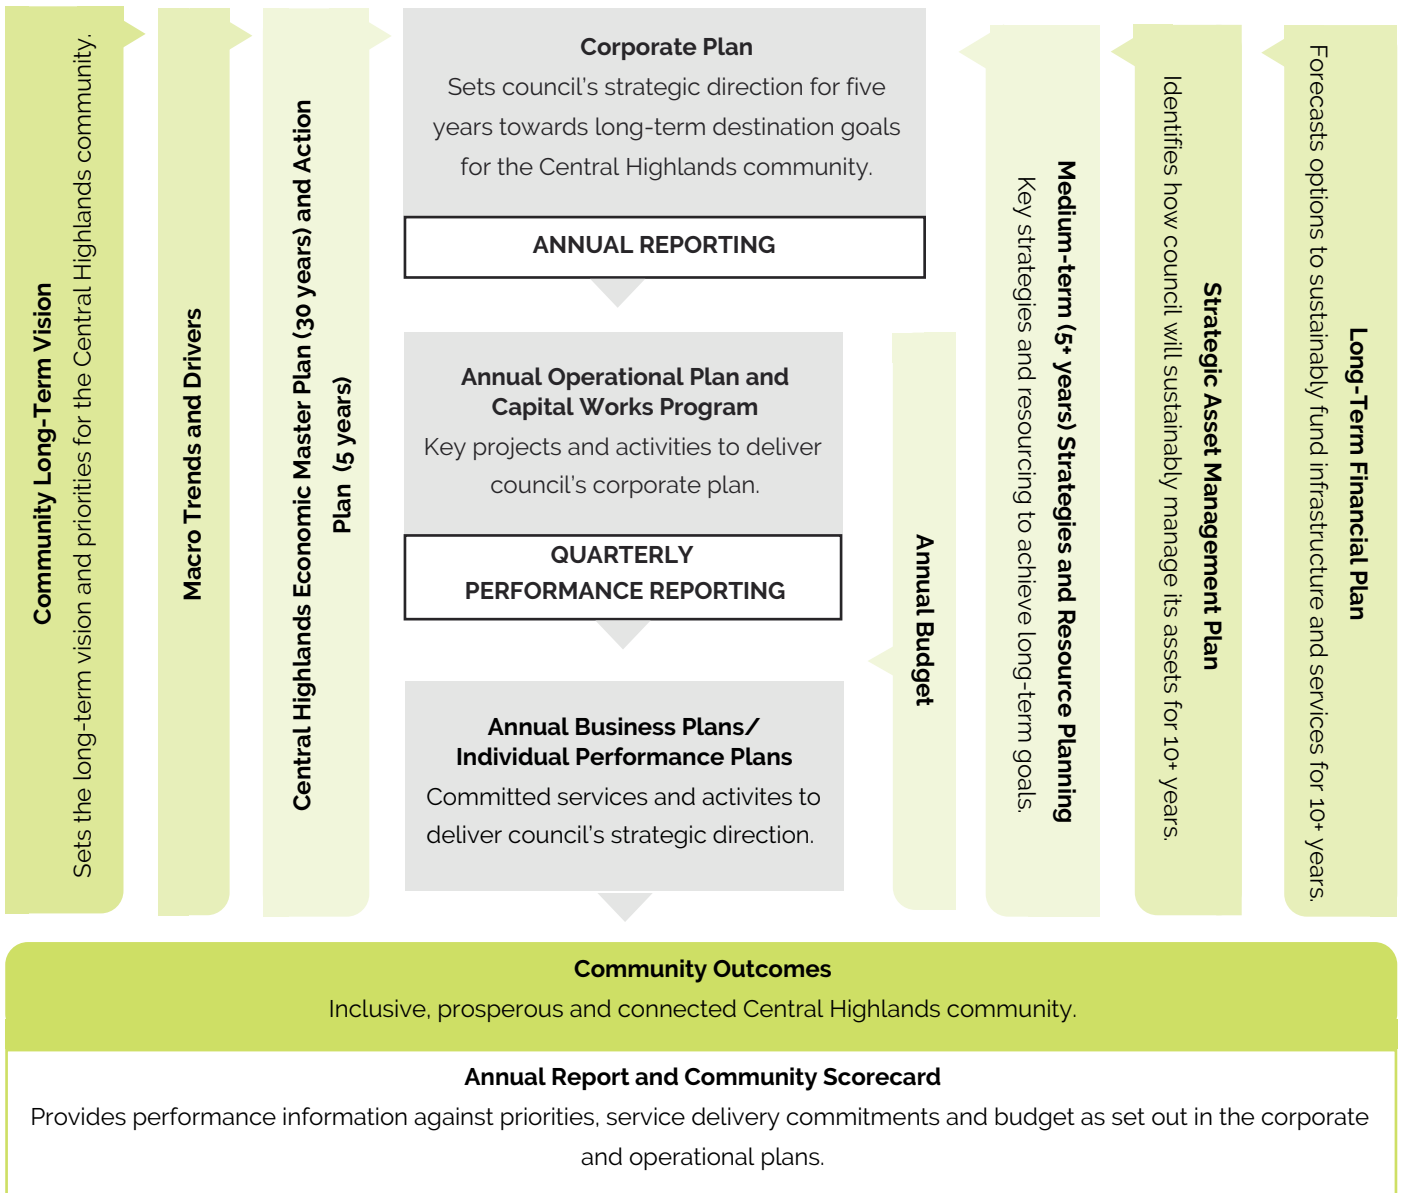 Community Long-Term Vision
Sets the long-term vision and priorities for the Central Highlands community.
Macro Trends and Drivers
Central Highlands Economic Master Plan (30 years) and Action
Plan (5 years)
Corporate Plan
Sets council's strategic direction for five
years towards long-term destination goals
for the Central Highlands community.
ANNUAL REPORTING
Annual Operational Plan and
Capital Works Program
Key projects and activities to deliver
council's corporate plan.
QUARTERLY
PERFORMANCE REPORTING
Annual Business Plans/
Individual Performance Plans
Committed services and activites to
deliver council's strategic direction.
Annual Budget
Medium-term (5+ years) Strategies and Resource Planning
Key strategies and resourcing to achieve long-term goals.
Strategic Asset Management Plan
Identifies how council will sustainably manage its assets for 10+ years.
Long-Term Financial Plan
Forecasts options to sustainably fund infrastructure and services for 10+ years.
Community Outcomes
Inclusive, prosperous and connected Central Highlands community.
Annual Report and Community Scorecard
Provides performance information against priorities, service delivery commitments and budget as set out in the corporate
and operational plans.